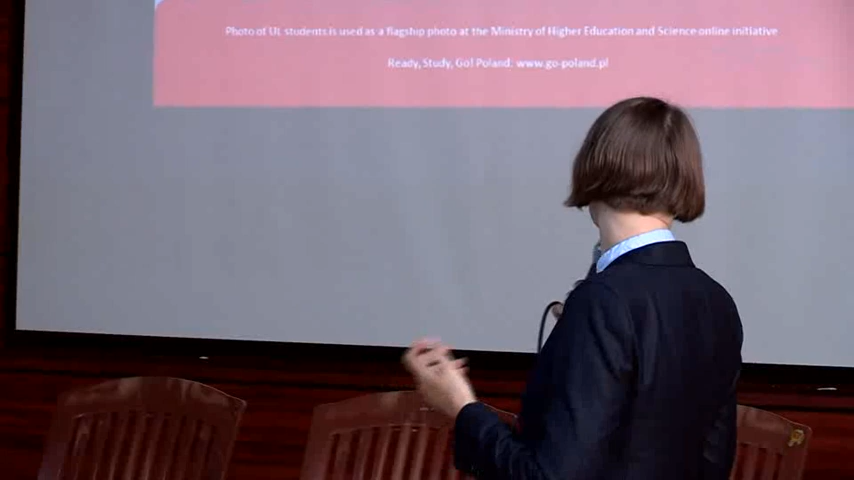 Photo of UL students is used as a flagship photo at the Ministry of Higher Education and Science online initiative
Ready, Study, Go! Poland: www.go-poland.pl